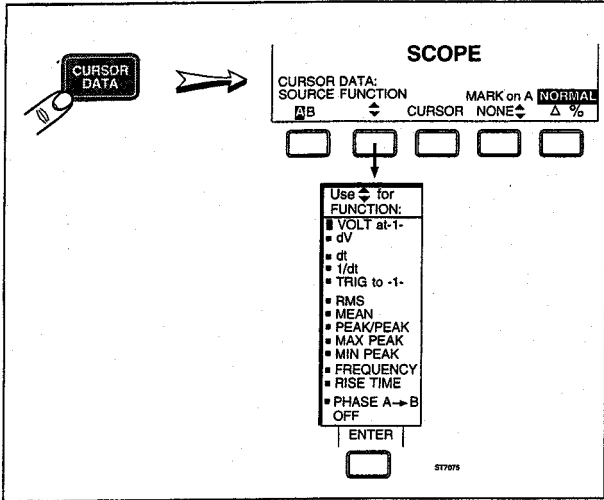 CURSOR
DATA
SCOPE
CURSOR DATA:
SOURCE FUNCTION
MARK on A NORMAL
AB
CURSOR NONE
Δ %
Use for
FUNCTION:
VOLT at-1-
dV
dt
1/dt
TRIG to -1-
RMS
MEAN
PEAK/PEAK
MAX PEAK
MIN PEAK
FREQUENCY
RISE TIME
PHASE A→B
OFF
ENTER
ST7075